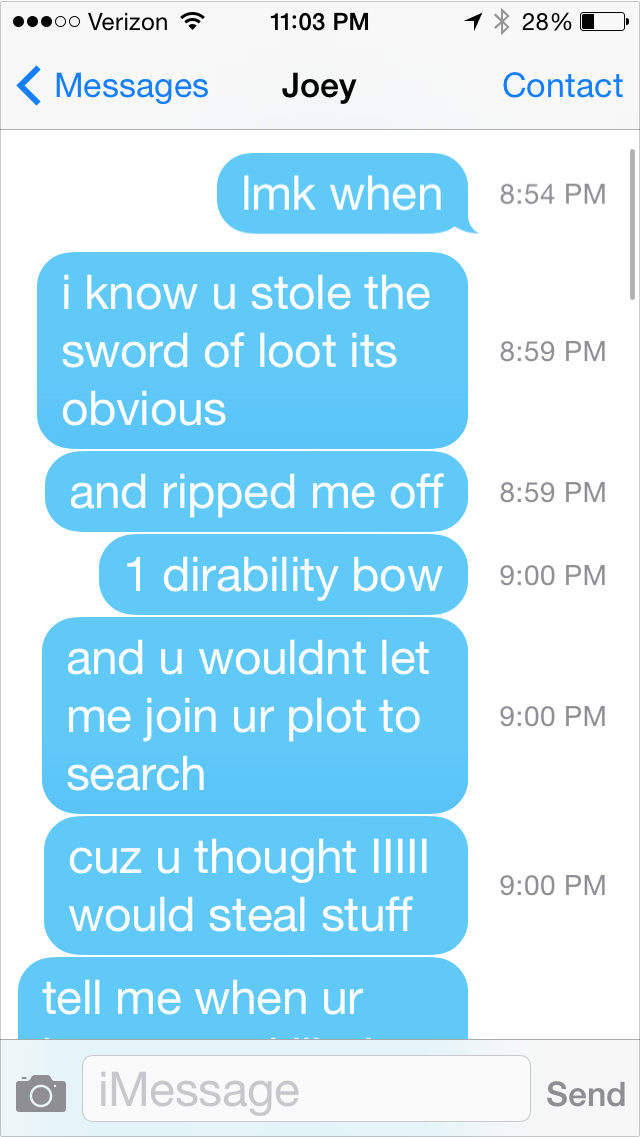 Verizon 11:03 PM 28%
Messages Joey Contact
lmk when 8:54 PM
i know u stole the
sword of loot its 8:59 PM
obvious
and ripped me off 8:59 PM
1 dirability bow 9:00 PM
and u wouldnt let
me join ur plot to 9:00 PM
search
cuz u thought IIIII
would steal stuff 9:00 PM
tell me when ur
iMessage Send